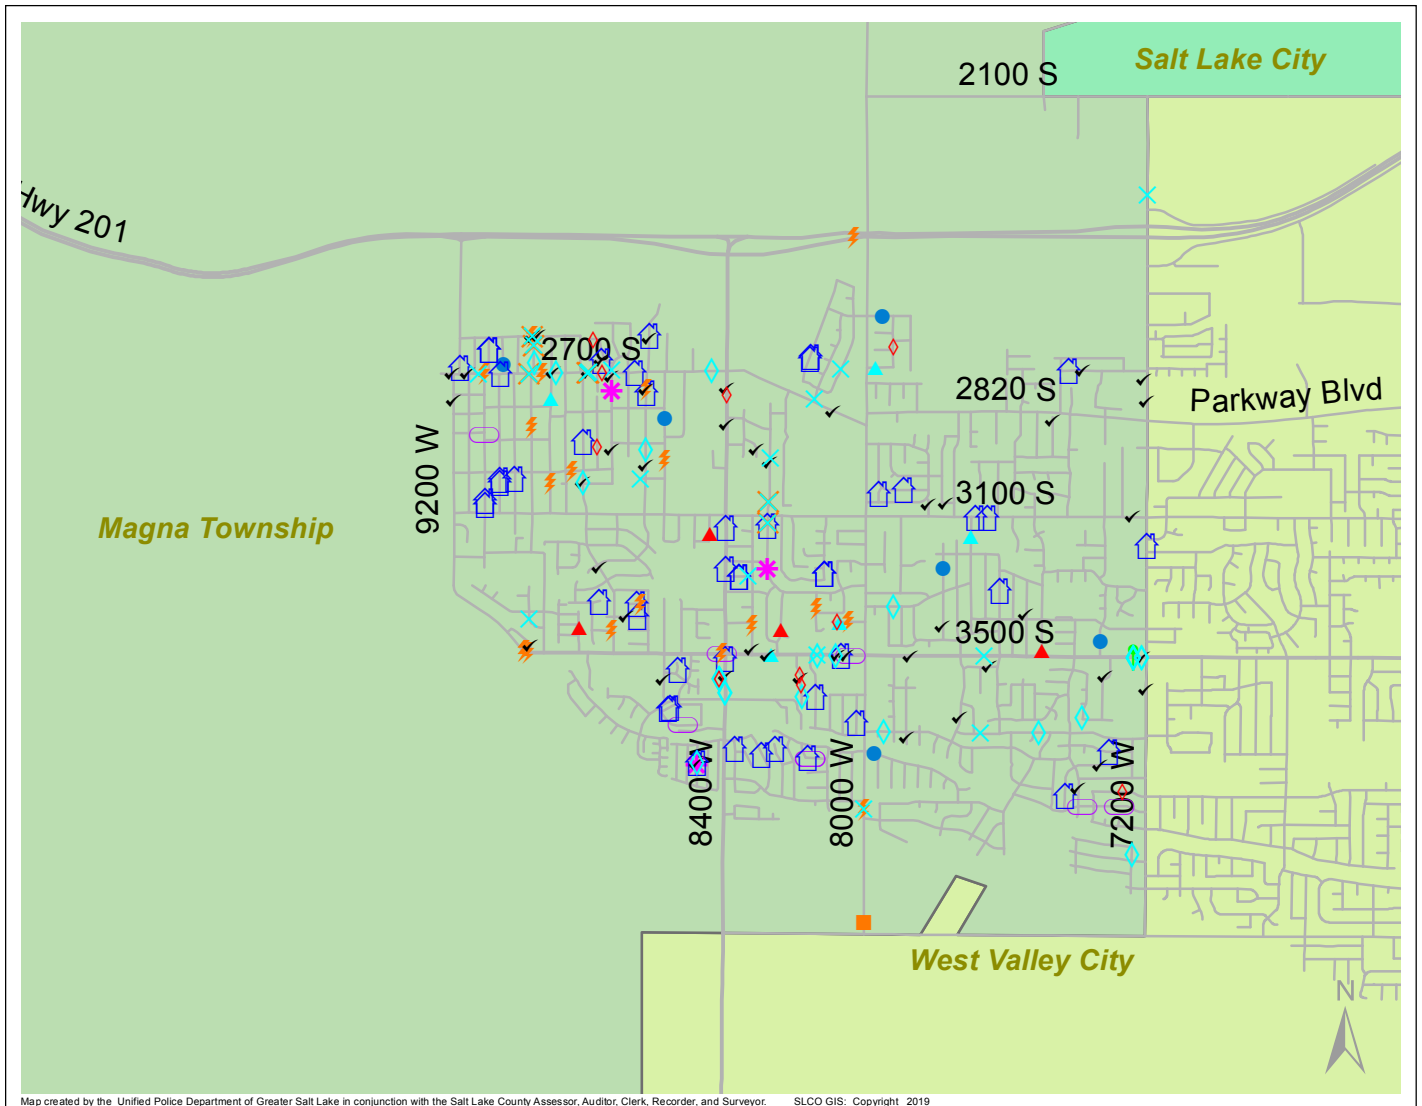 Salt Lake City
2100 S
Hwy 201
2700 S
2820 S
Parkway Blvd
9200 W
3100 S
Magna Township
3500 S
8400 W
8000 W
7200 W
West Valley City
N
Map created by the Unified Police Department of Greater Salt Lake in conjunction with the Salt Lake County Assessor, Auditor, Clerk, Recorder, and Surveyor. SLCO GIS: Copyright 2019